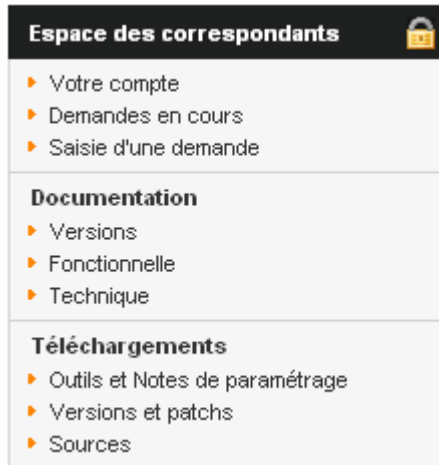 Espace des correspondants
Votre compte
Demandes en cours
Saisie d'une demande
Documentation
Versions
Fonctionnelle
Technique
Téléchargements
Outils et Notes de paramétrage
Versions et patchs
Sources